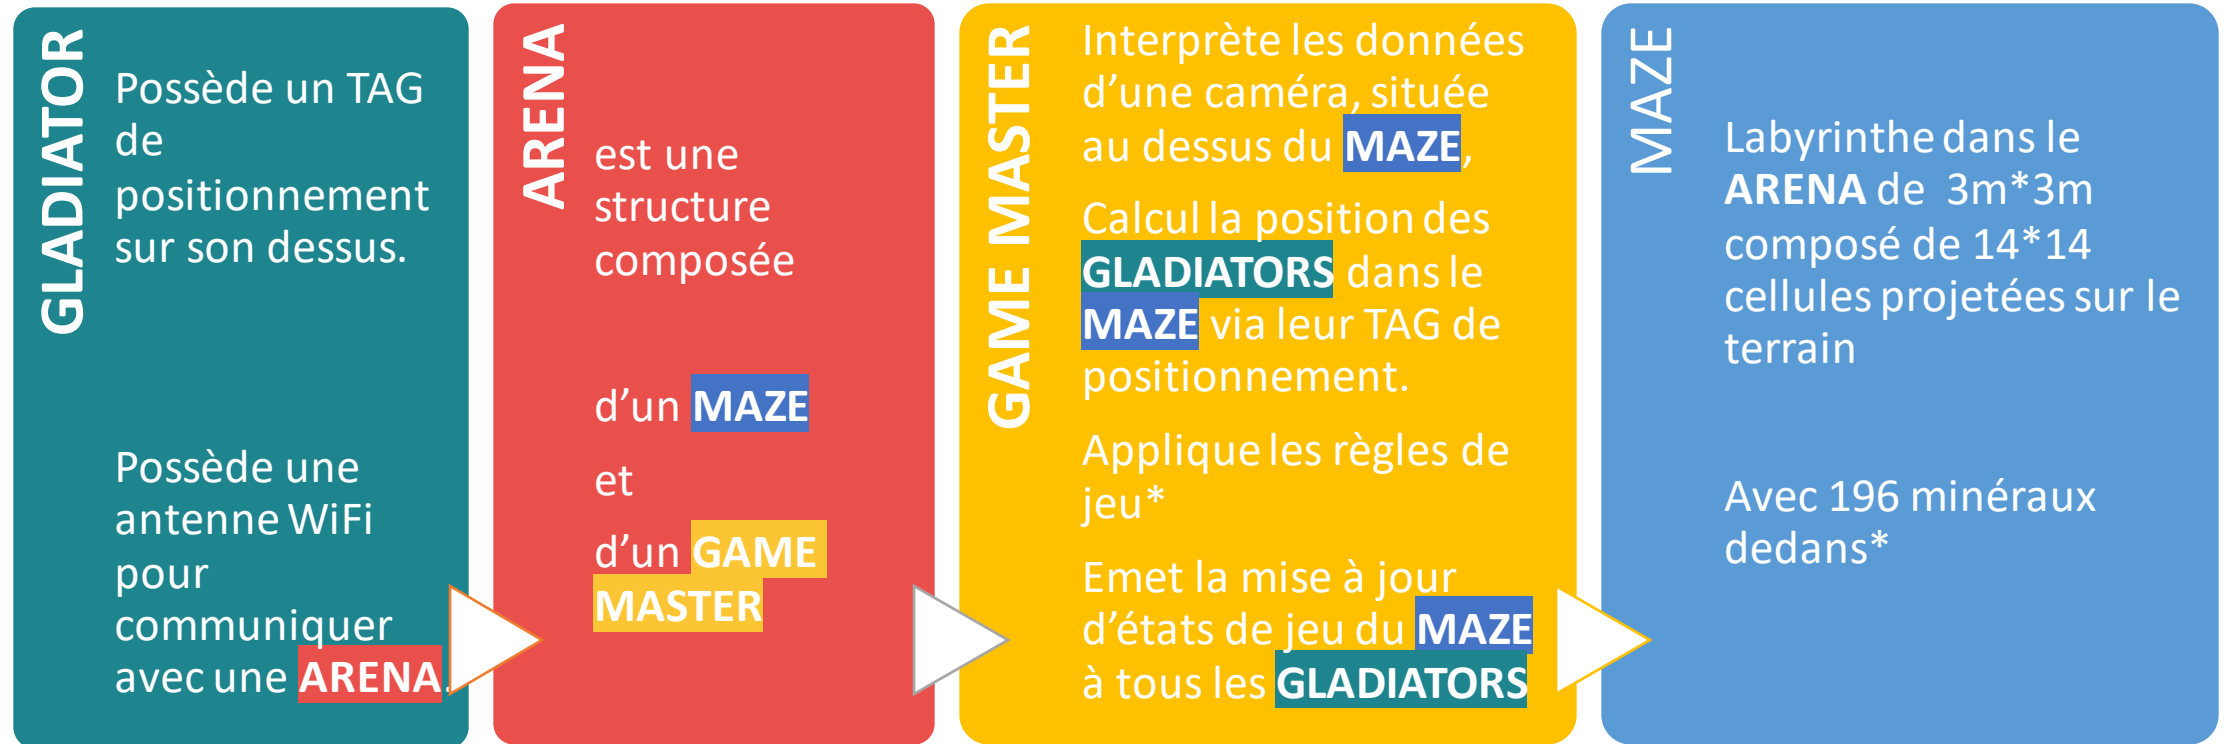 GLADIATOR
Possède un TAG
de
positionnement
sur son dessus.
Possède une
antenne WiFi
pour
communiquer
avec une ARENA.
ARENA
est une
structure
composée
d’un MAZE
et
d’un GAME
MASTER
GAME MASTER
Interprète les données
d’une caméra, située
au dessus du MAZE,
Calcul la position des
GLADIATORS dans le
MAZE via leur TAG de
positionnement.
Applique les règles de
jeu*
Emet la mise à jour
d’états de jeu du MAZE
à tous les GLADIATORS
MAZE
Labyrinthe dans le
ARENA de 3m*3m
composé de 14*14
cellules projetées sur le
terrain
Avec 196 minéraux
dedans*